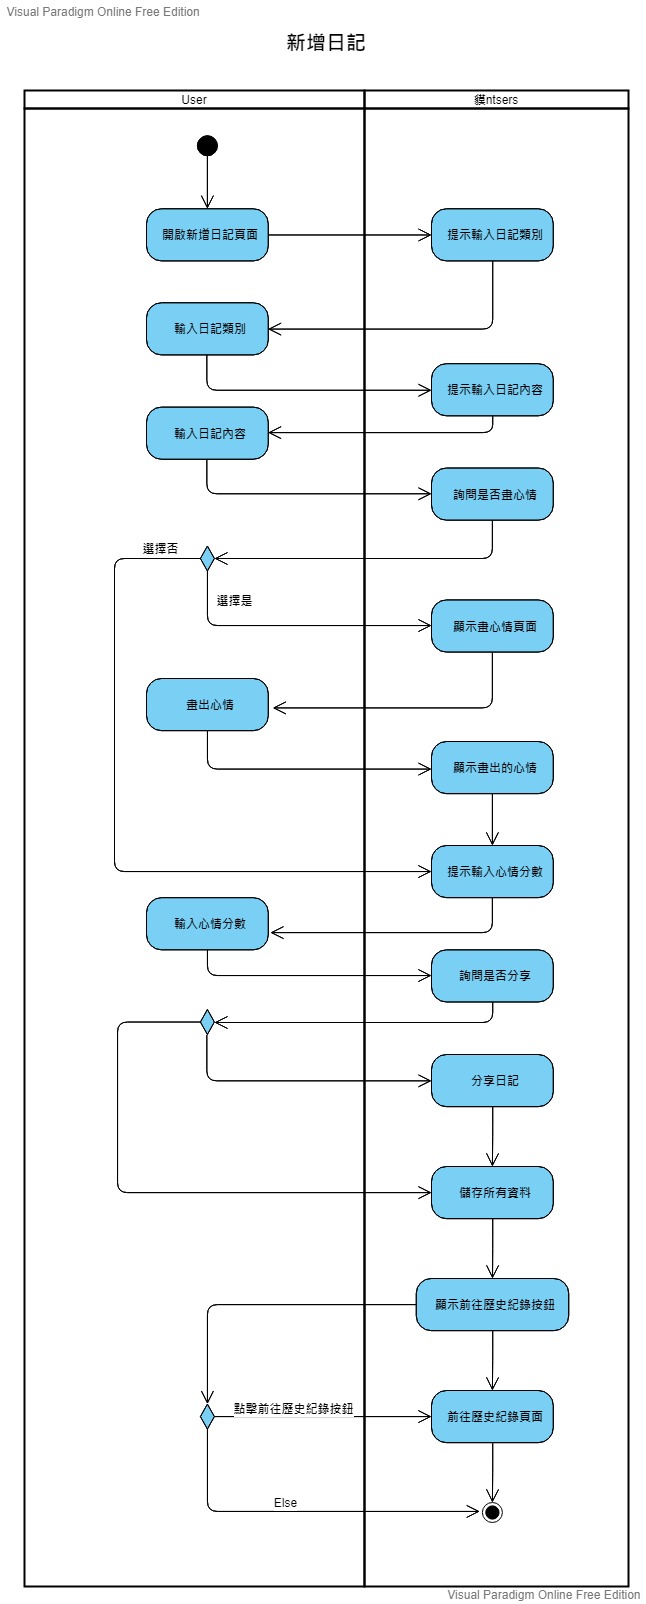 Visual Paradigm Online Free Edition
新增日記
User
貘ntsers
開啟新增日記頁面
提示輸入日記類別
輸入日記類別
提示輸入日記內容
輸入日記內容
詢問是否畫心情
選擇否
選擇是
顯示畫心情頁面
畫出心情
顯示畫出的心情
提示輸入心情分數
輸入心情分數
詢問是否分享
分享日記
儲存所有資料
顯示前往歷史紀錄按鈕
點擊前往歷史紀錄按鈕
前往歷史紀錄頁面
Else
Visual Paradigm Online Free Edition